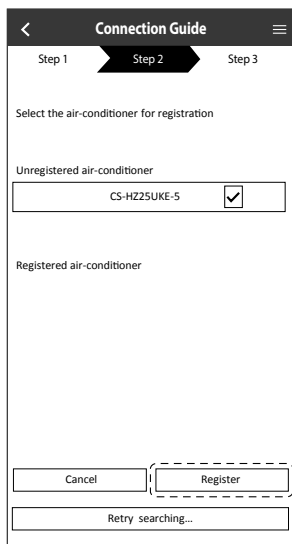 Connection Guide
Step 1 Step 2 Step 3
Select the air-conditioner for registration
Unregistered air-conditioner
CS-HZ25UKE-5
Registered air-conditioner
Cancel Register
Retry searching...